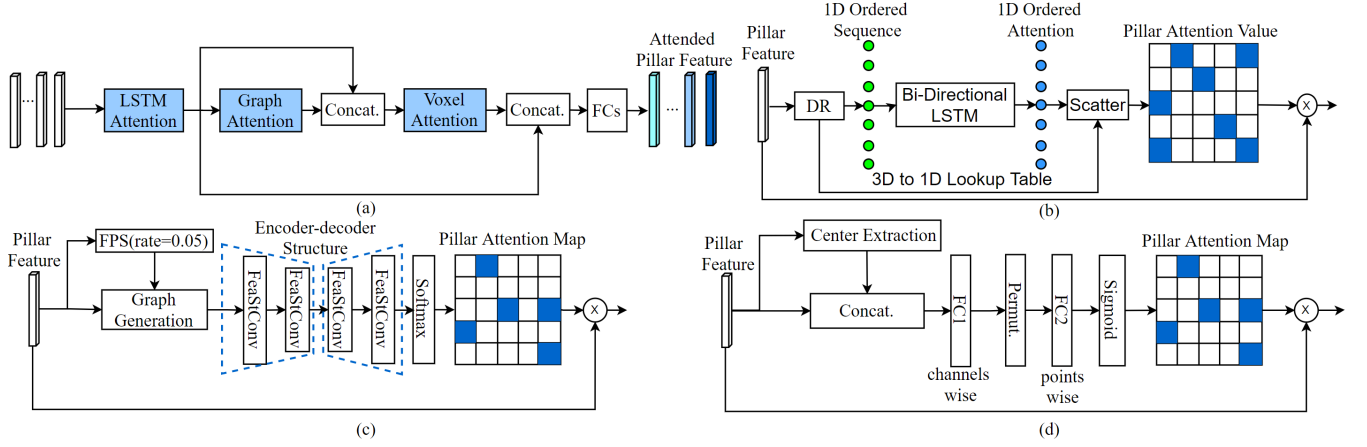 ...
LSTM
Attention
Graph
Attention
Concat.
Voxel
Attention
Concat.
FCs
Attended
Pillar Feature
...
(a)
Pillar
Feature
DR
1D Ordered
Sequence
Bi-Directional
LSTM
1D Ordered
Attention
Scatter
Pillar Attention Value
X
3D to 1D Lookup Table
(b)
Pillar
Feature
FPS(rate=0.05)
Graph
Generation
Encoder-decoder
Structure
FeaStConv
FeaStConv
FeaStConv
FeaStConv
Softmax
Pillar Attention Map
X
(c)
Pillar
Feature
Center Extraction
Concat.
FC1
channels
wise
Permut.
FC2
points
wise
Sigmoid
Pillar Attention Map
X
(d)